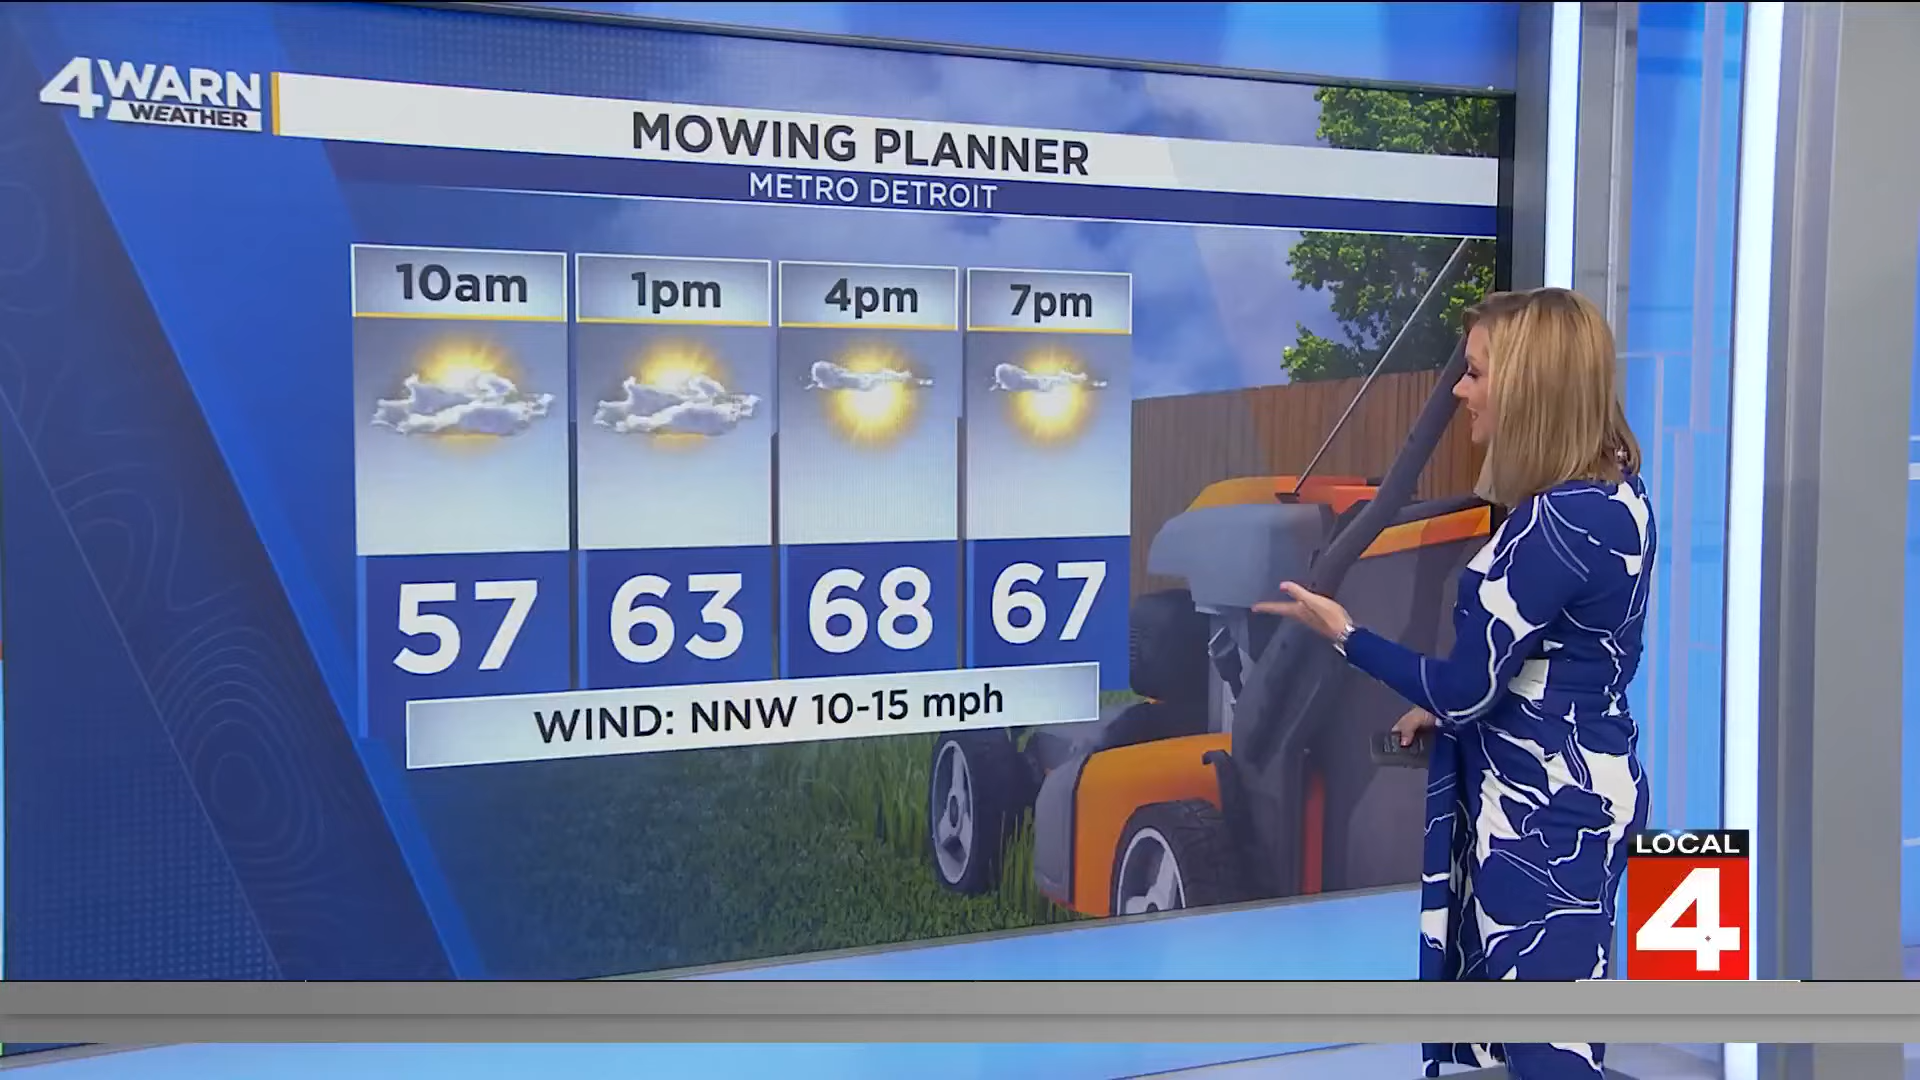 4WARN
WEATHER
MOWING PLANNER
METRO DETROIT
10am
1pm
4pm
7pm
57
63
68
67
WIND: NNW 10-15 mph
LOCAL
4